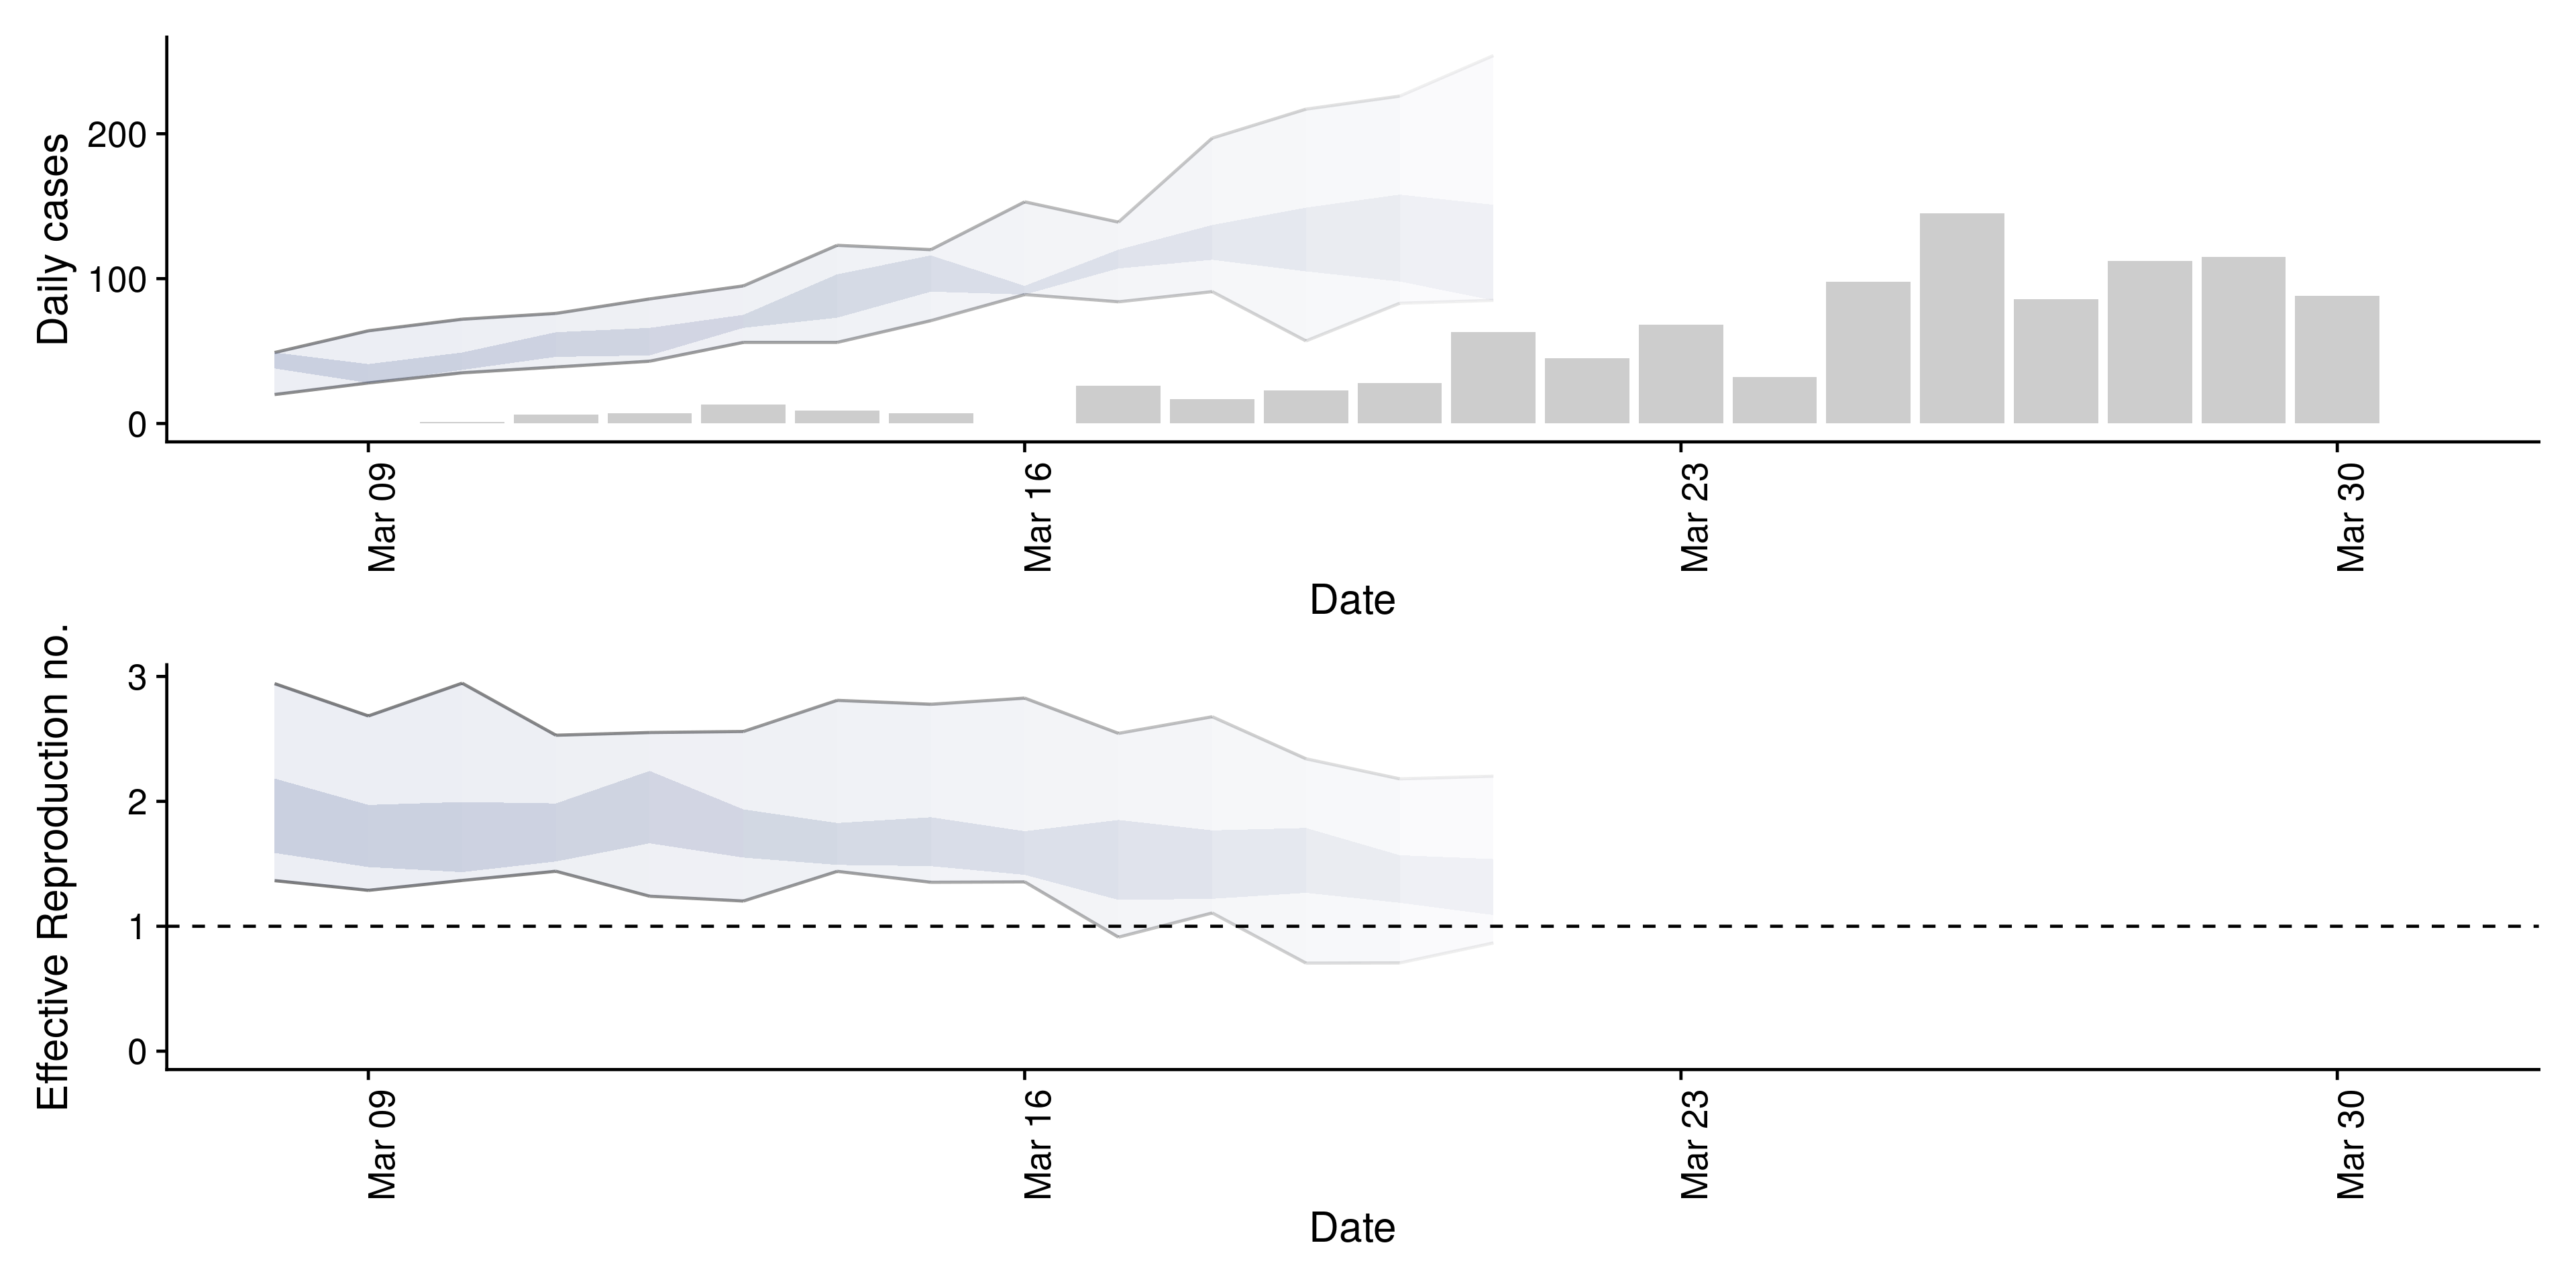 Daily cases
200
100
0
Mar 09
Mar 16
Mar 23
Mar 30
Date
Effective Reproduction no.
3
2
1
0
Mar 09
Mar 16
Mar 23
Mar 30
Date